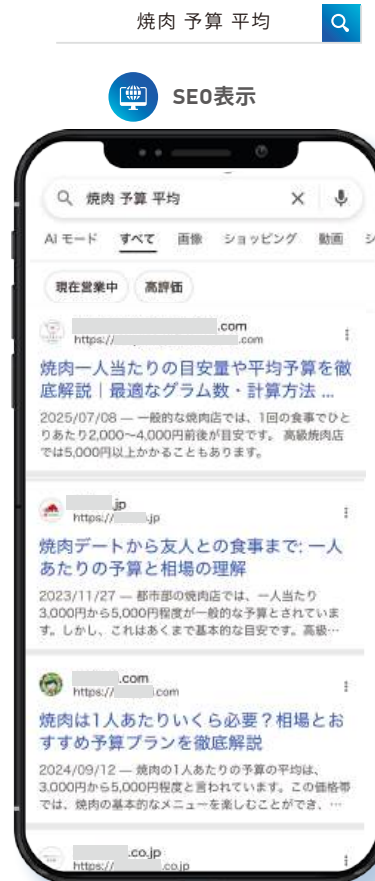 焼肉 予算 平均
SEO表示
焼肉 予算 平均
AI モード すべて 画像 ショッピング 動画 シ
現在営業中 高評価
.com
https:// .com
焼肉一人当たりの目安量や平均予算を徹
底解説｜最適なグラム数・計算方法 ...
2025/07/08 — 一般的な焼肉店では、1回の食事でひと
りあたり2,000〜4,000円前後が目安です。 高級焼肉店
では5,000円以上かかることもあります。
.jp
https:// .jp
焼肉デートから友人との食事まで: 一人
あたりの予算と相場の理解
2023/11/27 — 都市部の焼肉店では、一人当たり
3,000円から5,000円程度が一般的な予算とされていま
す。しかし、これはあくまで基本的な目安です。高級…
.com
https:// .com
焼肉は1人あたりいくら必要？相場とお
すすめ予算プランを徹底解説
2024/09/12 — 焼肉の1人あたりの予算の平均は、
3,000円から5,000円程度と言われています。この価格帯
では、焼肉の基本的なメニューを楽しむことができ、…
.co.jp
https:// .co.jp